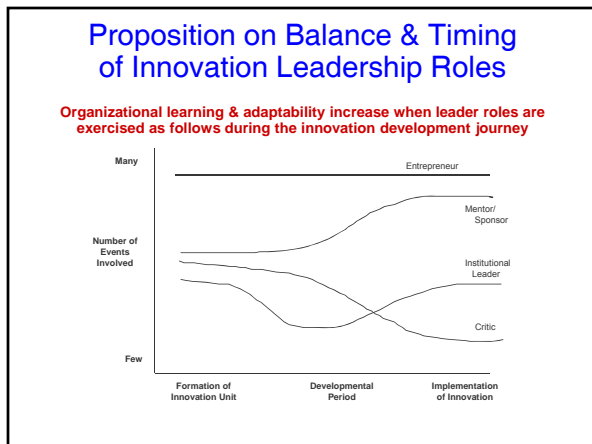 Proposition on Balance & Timing
of Innovation Leadership Roles
Organizational learning & adaptability increase when leader roles are
exercised as follows during the innovation development journey
Many
Entrepreneur
Mentor/
Sponsor
Number of
Events
Involved
Institutional
Leader
Critic
Few
Formation of
Innovation Unit
Developmental
Period
Implementation
of Innovation